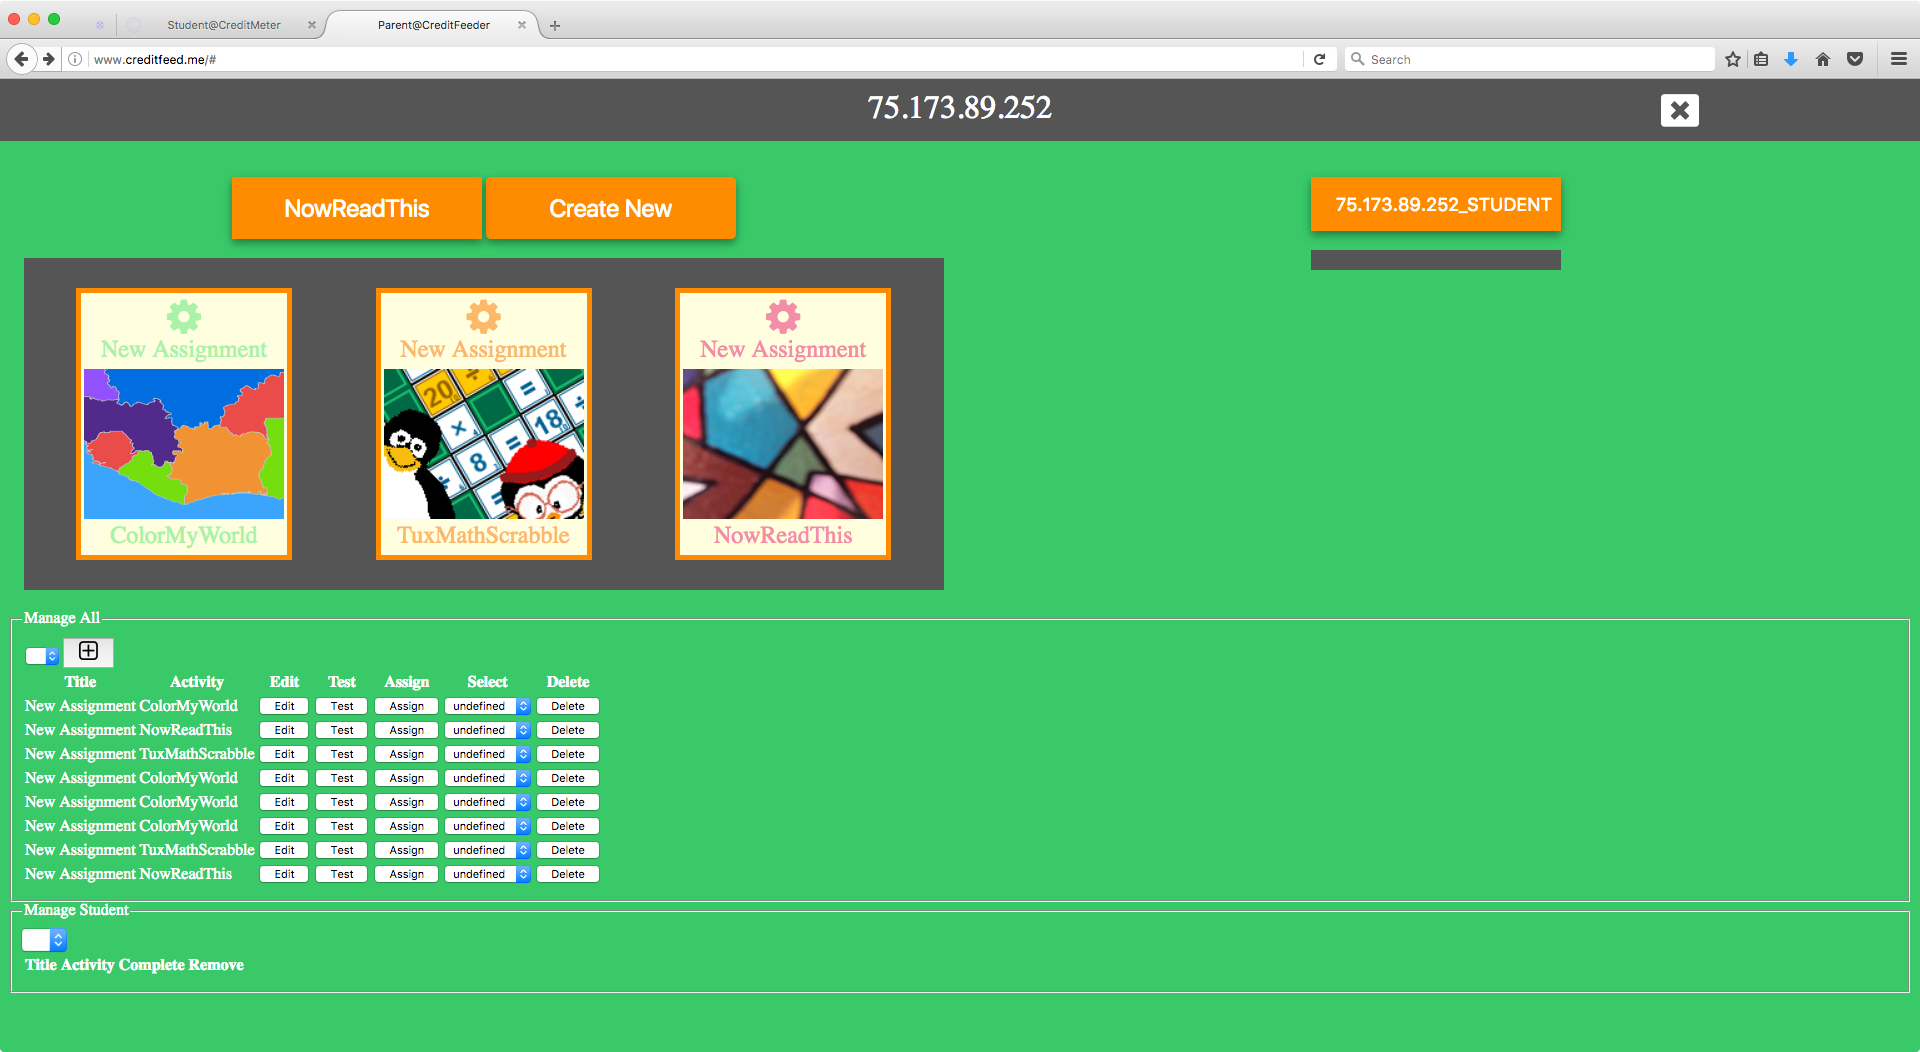 Student@CreditMeter
Parent@CreditFeeder
www.creditfeed.me/#
Search
75.173.89.252
NowReadThis
Create New
75.173.89.252_STUDENT
New Assignment
ColorMyWorld
New Assignment
20
÷
=
×
18
÷
=
8
=
÷
TuxMathScrabble
New Assignment
NowReadThis
Manage All
Title Activity Edit Test Assign Select Delete
New Assignment ColorMyWorld Edit Test Assign undefined Delete
New Assignment NowReadThis Edit Test Assign undefined Delete
New Assignment TuxMathScrabble Edit Test Assign undefined Delete
New Assignment ColorMyWorld Edit Test Assign undefined Delete
New Assignment ColorMyWorld Edit Test Assign undefined Delete
New Assignment ColorMyWorld Edit Test Assign undefined Delete
New Assignment TuxMathScrabble Edit Test Assign undefined Delete
New Assignment NowReadThis Edit Test Assign undefined Delete
Manage Student
Title Activity Complete Remove